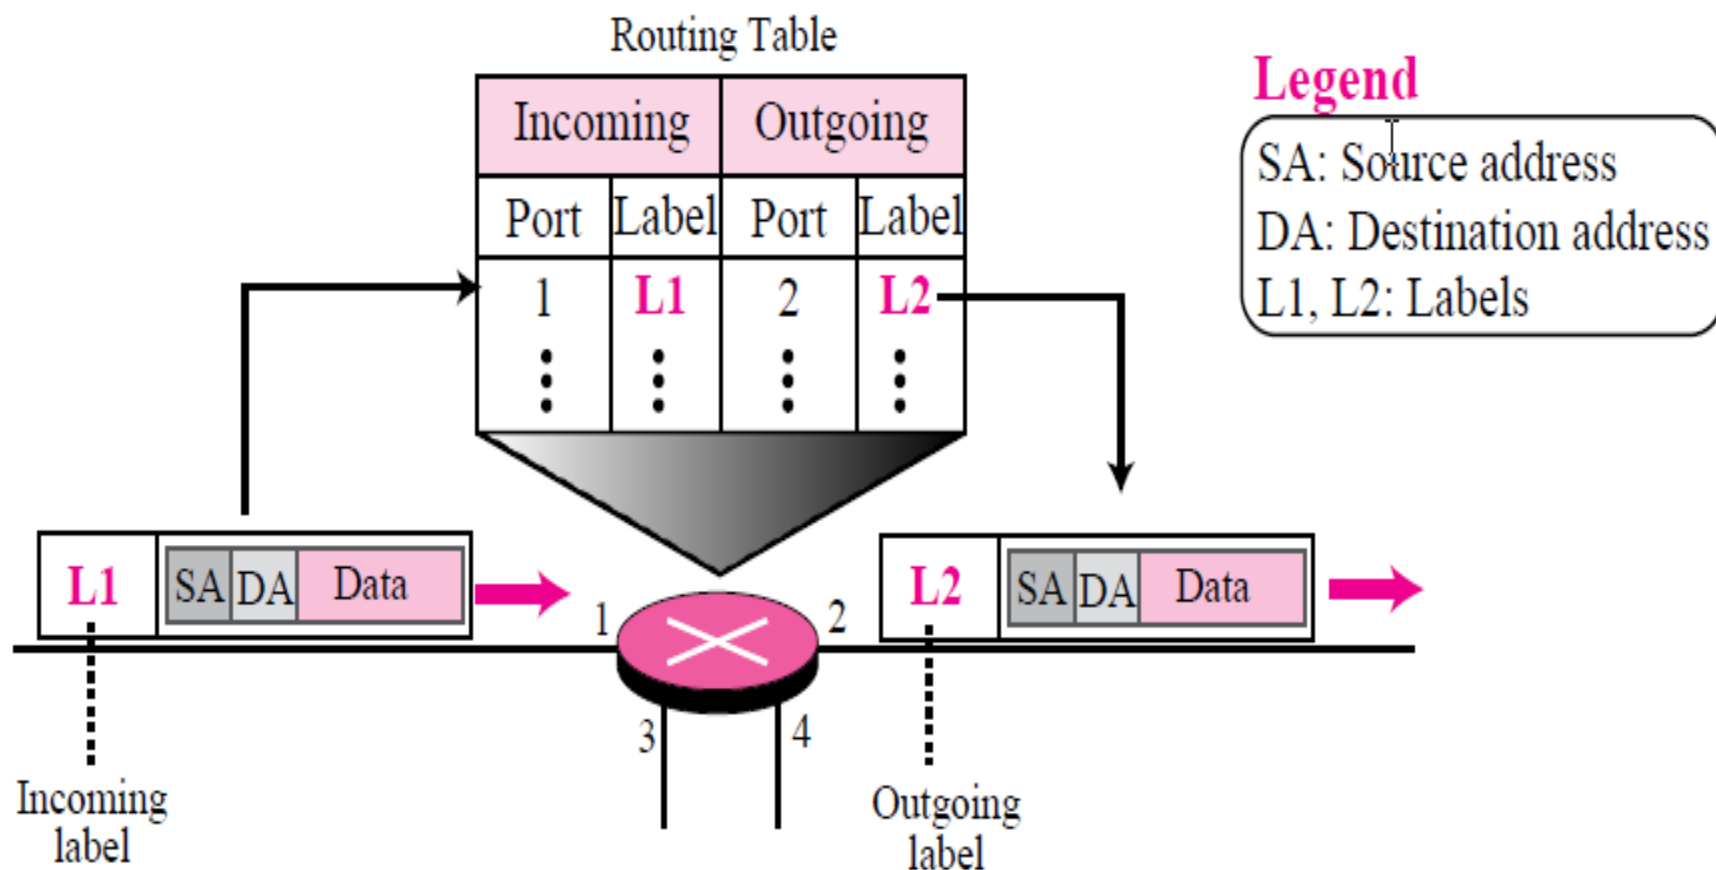 Routing Table
Incoming Outgoing
Port Label Port Label
1 L1 2 L2
Legend
SA: Source address
DA: Destination address
L1, L2: Labels
L1 SA DA Data
1 2
3 4
L2 SA DA Data
Incoming
label
Outgoing
label